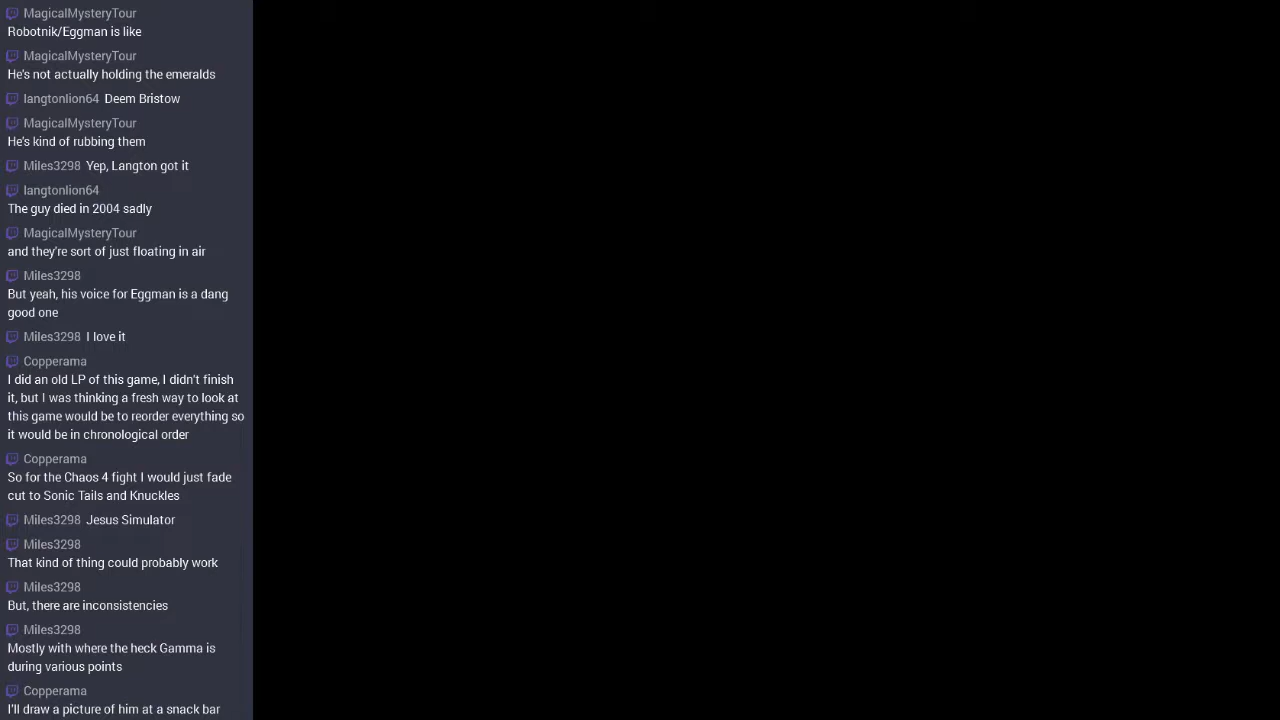 MagicalMysteryTour
Robotnik/Eggman is like
MagicalMysteryTour
He's not actually holding the emeralds
langtonlion64 Deem Bristow
MagicalMysteryTour
He's kind of rubbing them
Miles3298 Yep, Langton got it
langtonlion64
The guy died in 2004 sadly
MagicalMysteryTour
and they're sort of just floating in air
Miles3298
But yeah, his voice for Eggman is a dang
good one
Miles3298 I love it
Copperama
I did an old LP of this game, I didn't finish
it, but I was thinking a fresh way to look at
this game would be to reorder everything so
it would be in chronological order
Copperama
So for the Chaos 4 fight I would just fade
cut to Sonic Tails and Knuckles
Miles3298 Jesus Simulator
Miles3298
That kind of thing could probably work
Miles3298
But, there are inconsistencies
Miles3298
Mostly with where the heck Gamma is
during various points
Copperama
I'll draw a picture of him at a snack bar